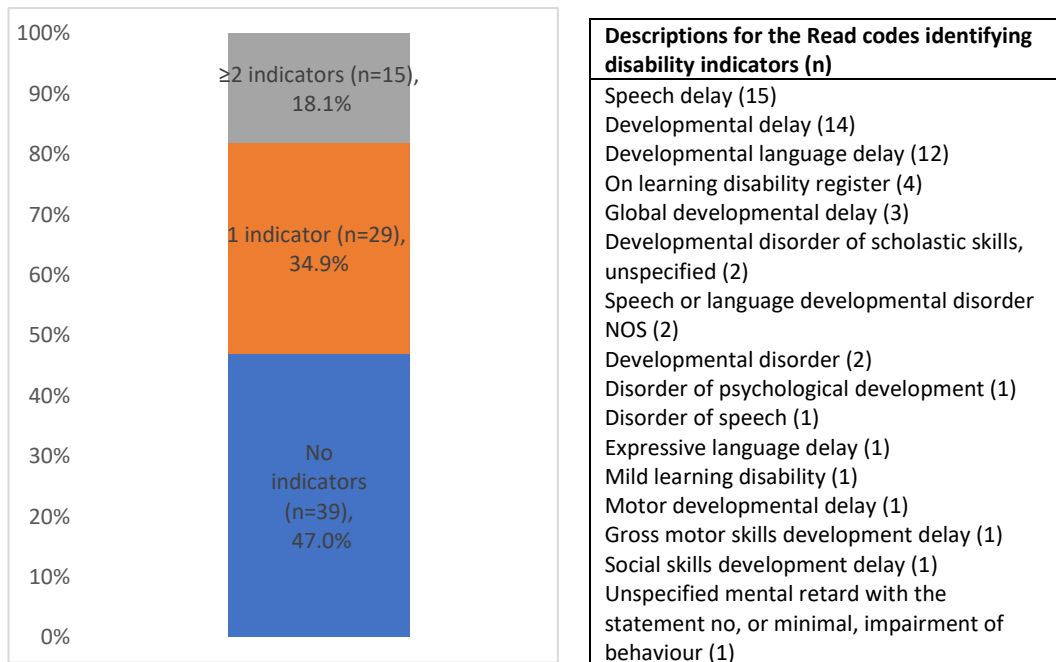 100%
90%
80%
70%
60%
50%
40%
30%
20%
10%
0%
≥2 indicators (n=15),
18.1%
1 indicator (n=29),
34.9%
No
indicators
(n=39),
47.0%
Descriptions for the Read codes identifying
disability indicators (n)
Speech delay (15)
Developmental delay (14)
Developmental language delay (12)
On learning disability register (4)
Global developmental delay (3)
Developmental disorder of scholastic skills,
unspecified (2)
Speech or language developmental disorder
NOS (2)
Developmental disorder (2)
Disorder of psychological development (1)
Disorder of speech (1)
Expressive language delay (1)
Mild learning disability (1)
Motor developmental delay (1)
Gross motor skills development delay (1)
Social skills development delay (1)
Unspecified mental retard with the
statement no, or minimal, impairment of
behaviour (1)